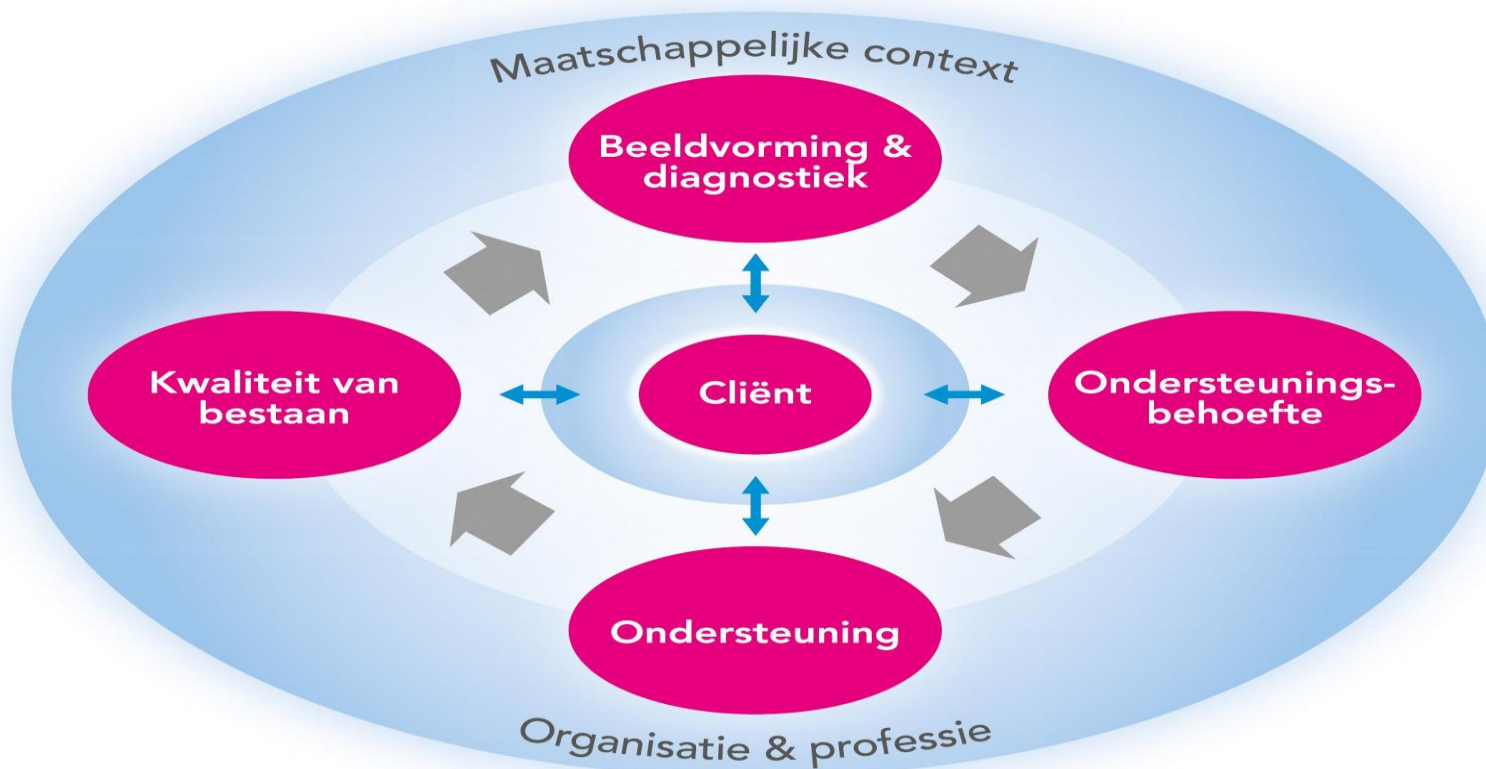 Maatschappelijke context
Beeldvorming &
diagnostiek
Kwaliteit van
bestaan
Cliënt
Ondersteunings-
behoefte
Ondersteuning
Organisatie & professie